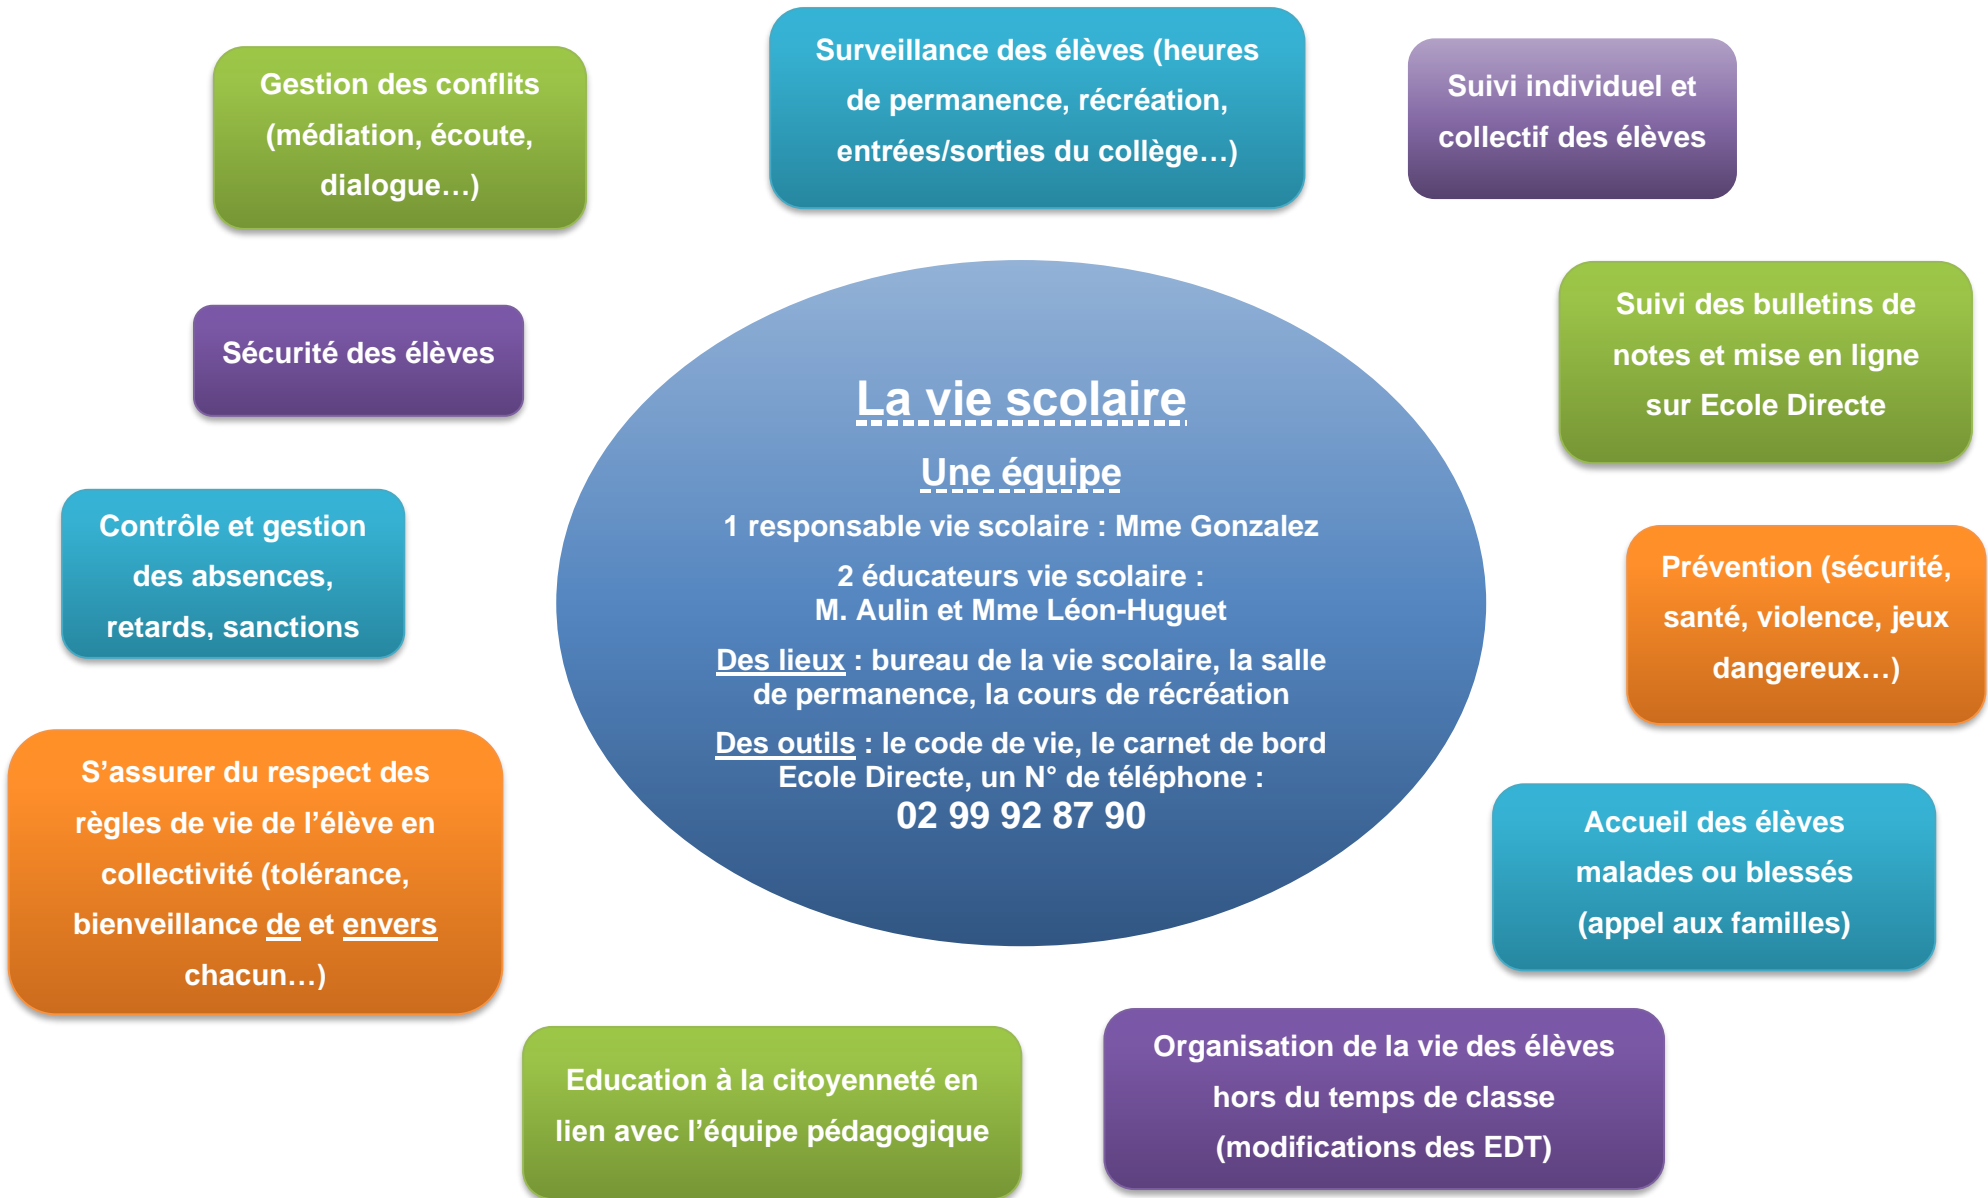 Gestion des conflits
(médiation, écoute,
dialogue…)
Surveillance des élèves (heures
de permanence, récréation,
entrées/sorties du collège…)
Suivi individuel et
collectif des élèves
Sécurité des élèves
Suivi des bulletins de
notes et mise en ligne
sur Ecole Directe
La vie scolaire
Une équipe
1 responsable vie scolaire : Mme Gonzalez
2 éducateurs vie scolaire :
M. Aulin et Mme Léon-Huguet
Des lieux : bureau de la vie scolaire, la salle
de permanence, la cours de récréation
Des outils : le code de vie, le carnet de bord
Ecole Directe, un N° de téléphone :
02 99 92 87 90
Contrôle et gestion
des absences,
retards, sanctions
Prévention (sécurité,
santé, violence, jeux
dangereux…)
S’assurer du respect des
règles de vie de l’élève en
collectivité (tolérance,
bienveillance de et envers
chacun…)
Accueil des élèves
malades ou blessés
(appel aux familles)
Education à la citoyenneté en
lien avec l’équipe pédagogique
Organisation de la vie des élèves
hors du temps de classe
(modifications des EDT)